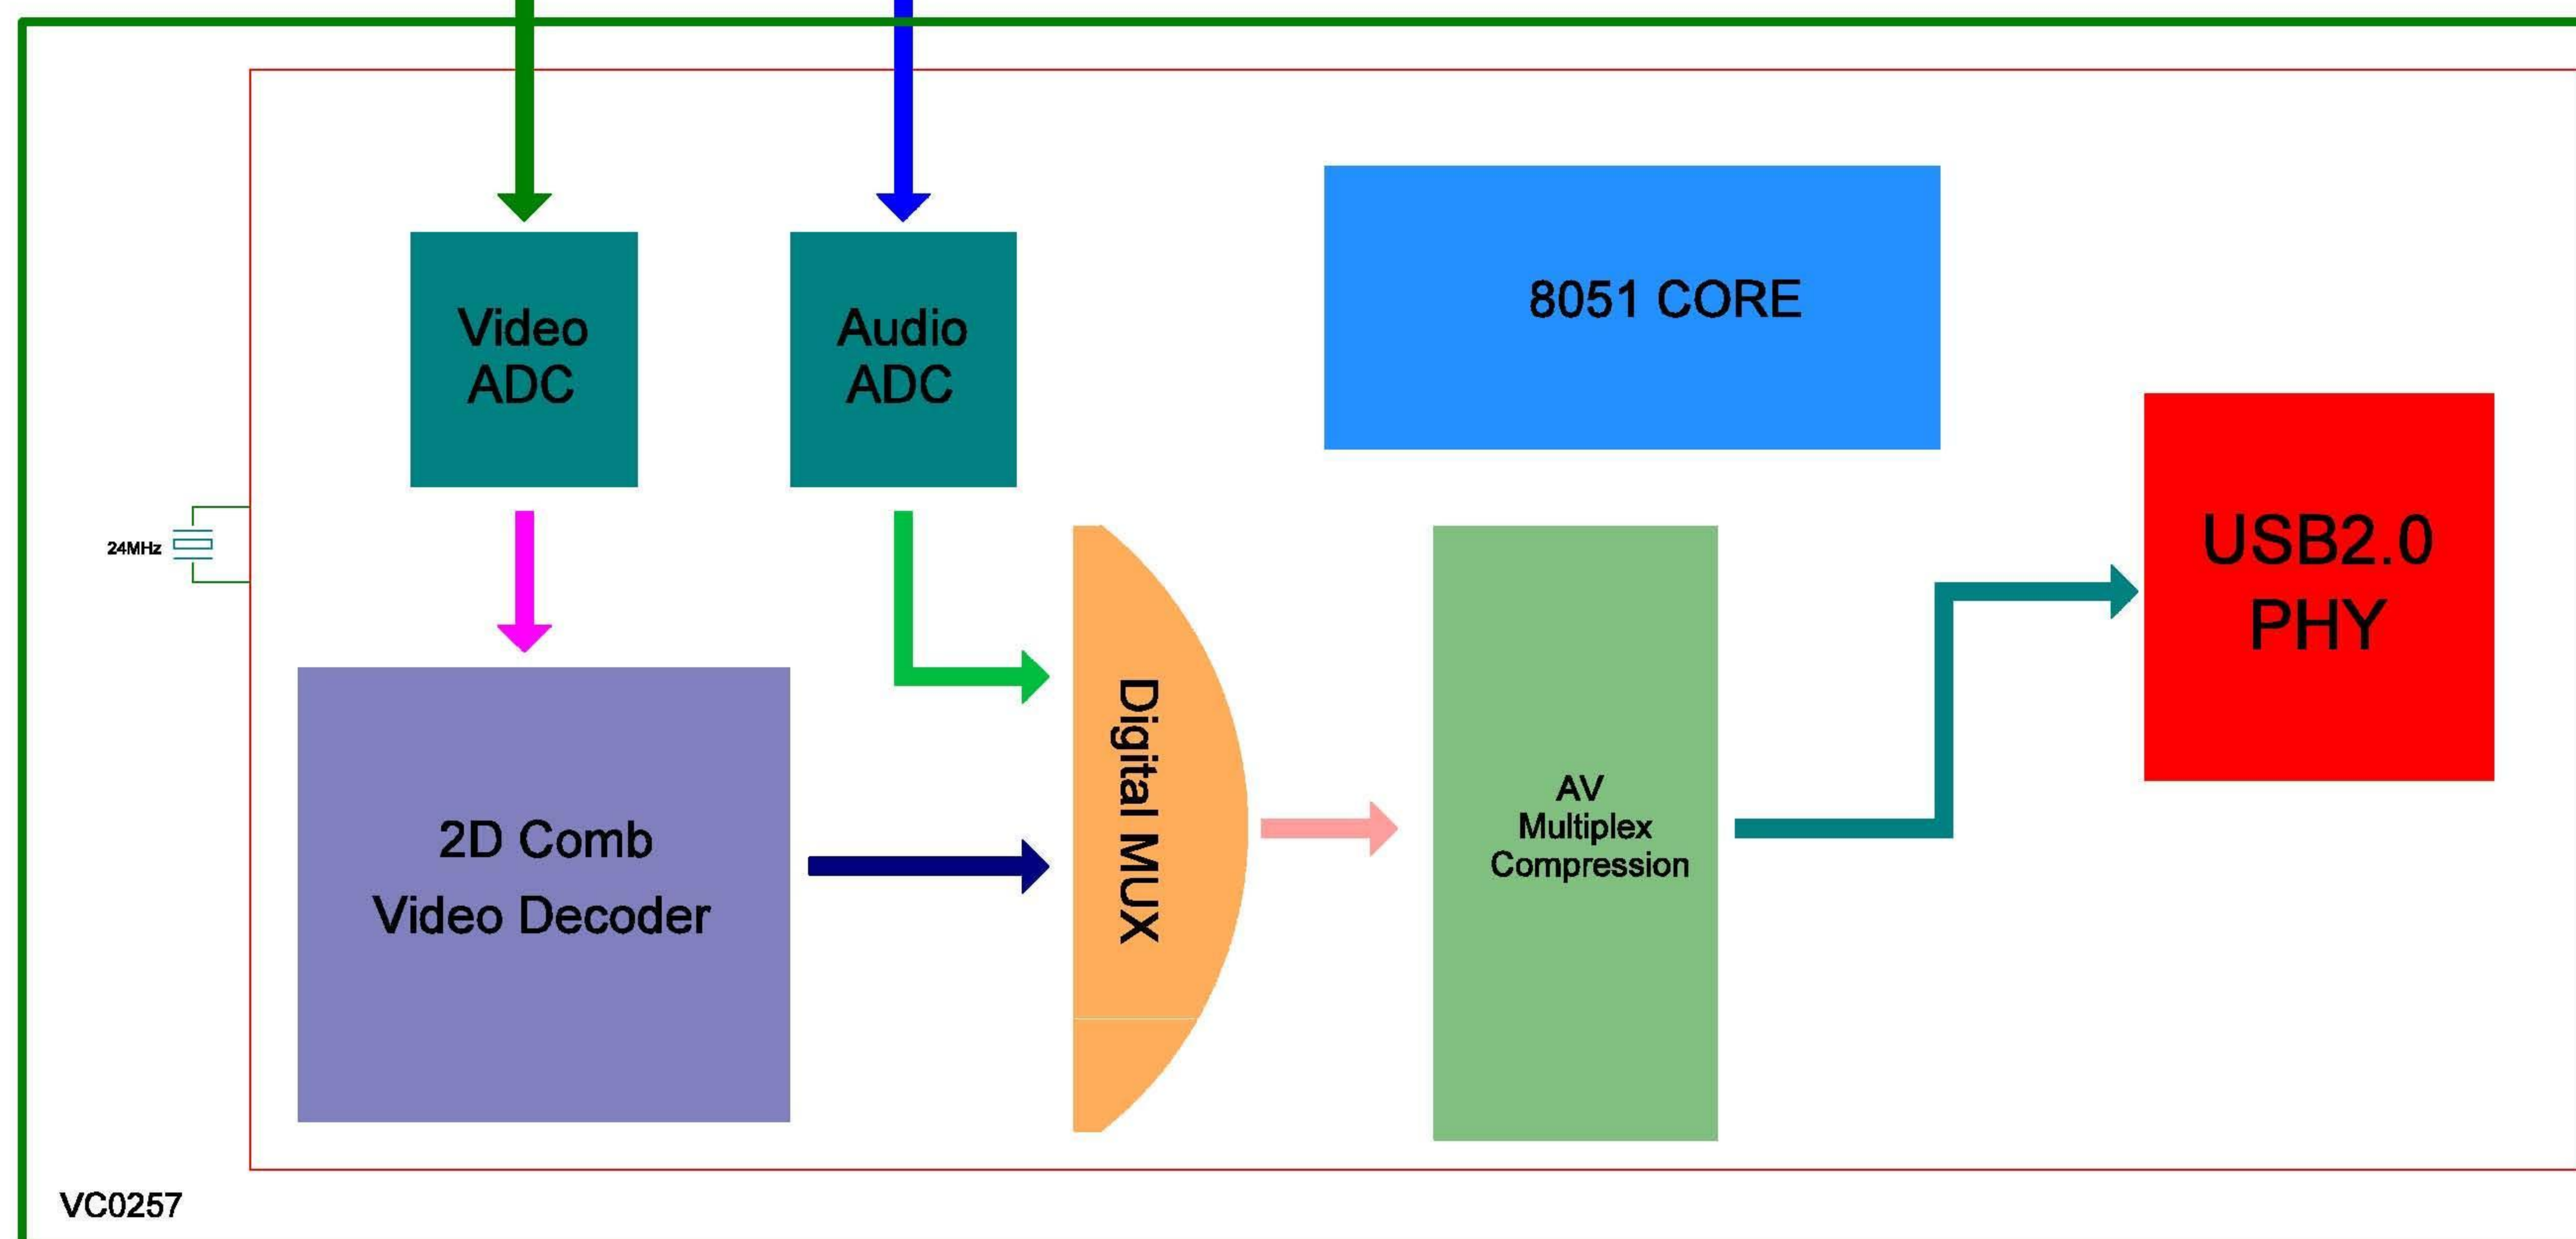 Video
ADC
Audio
ADC
8051 CORE
USB2.0
PHY
24MHz
2D Comb
Video Decoder
Digital MUX
AV
Multiplex
Compression
VC0257